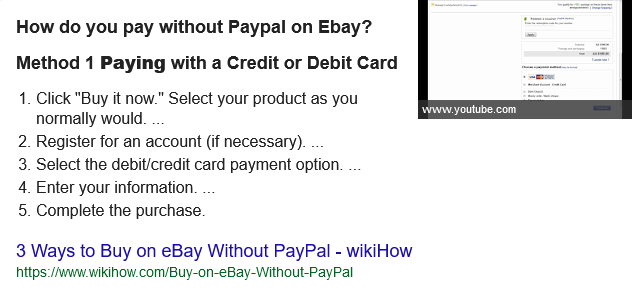 How do you pay without Paypal on Ebay?
Method 1 Paying with a Credit or Debit Card
1. Click "Buy it now." Select your product as you
normally would. ...
2. Register for an account (if necessary). ...
3. Select the debit/credit card payment option. ...
4. Enter your information. ...
5. Complete the purchase.
www.youtube.com
3 Ways to Buy on eBay Without PayPal - wikiHow
https://www.wikihow.com/Buy-on-eBay-Without-PayPal